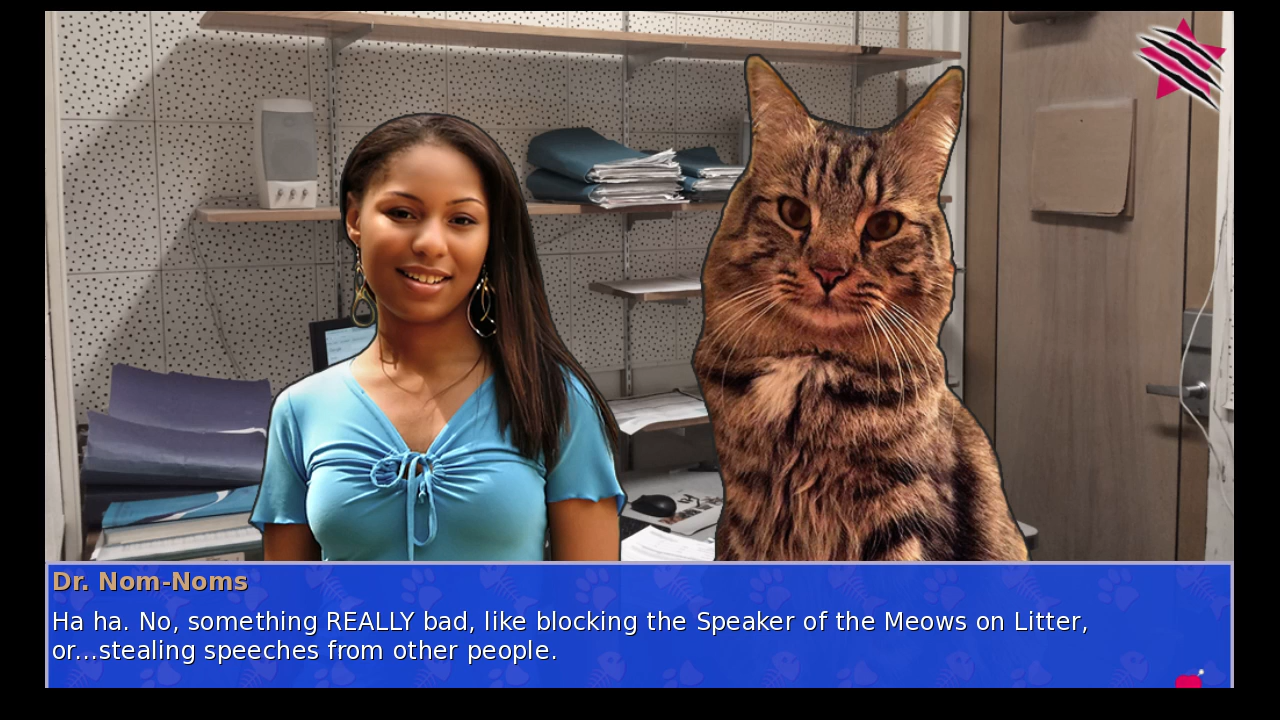 Dr. Nom-Noms
Ha ha. No, something REALLY bad, like blocking the Speaker of the Meows on Litter,
or...stealing speeches from other people.